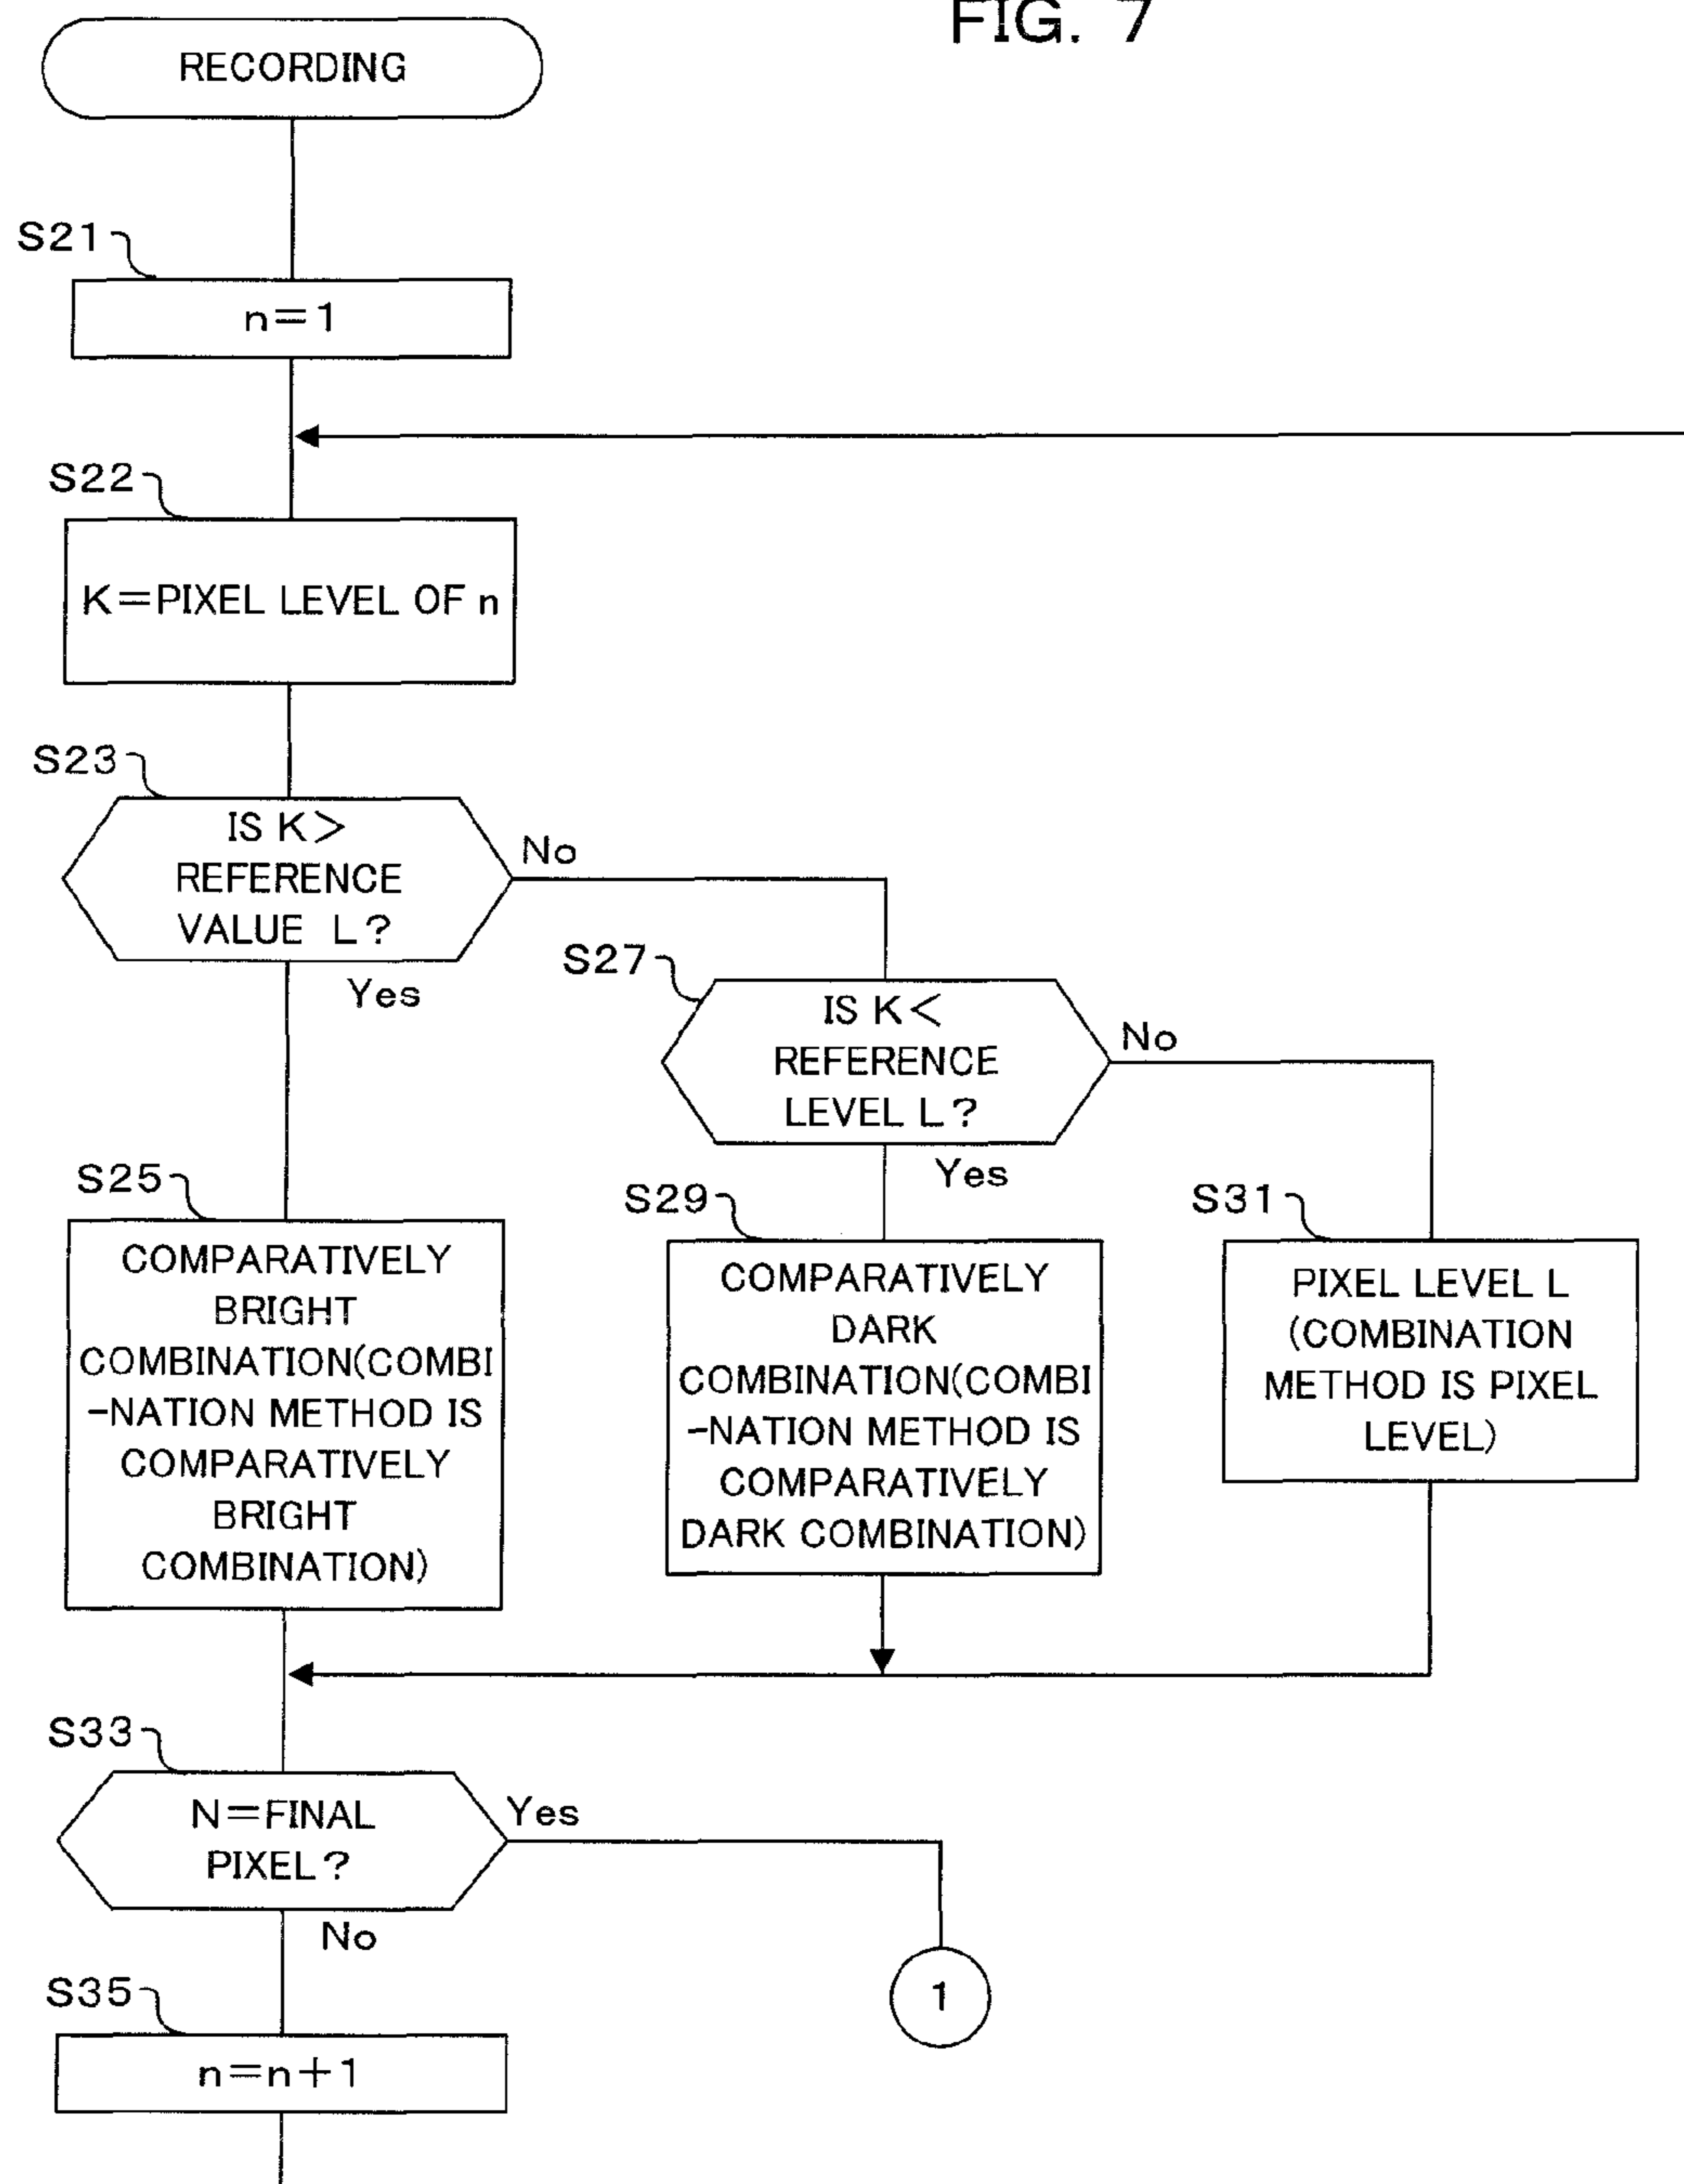 FIG. 7
RECORDING
S21
n=1
S22
K=PIXEL LEVEL OF n
S23
IS K>
REFERENCE
VALUE L?
No
Yes
S27
IS K<
REFERENCE
LEVEL L?
No
Yes
S25
COMPARATIVELY
BRIGHT
COMBINATION(COMBI
-NATION METHOD IS
COMPARATIVELY
BRIGHT
COMBINATION)
S29
COMPARATIVELY
DARK
COMBINATION(COMBI
-NATION METHOD IS
COMPARATIVELY
DARK COMBINATION)
S31
PIXEL LEVEL L
(COMBINATION
METHOD IS PIXEL
LEVEL)
S33
N=FINAL
PIXEL?
Yes
No
1
S35
n=n+1